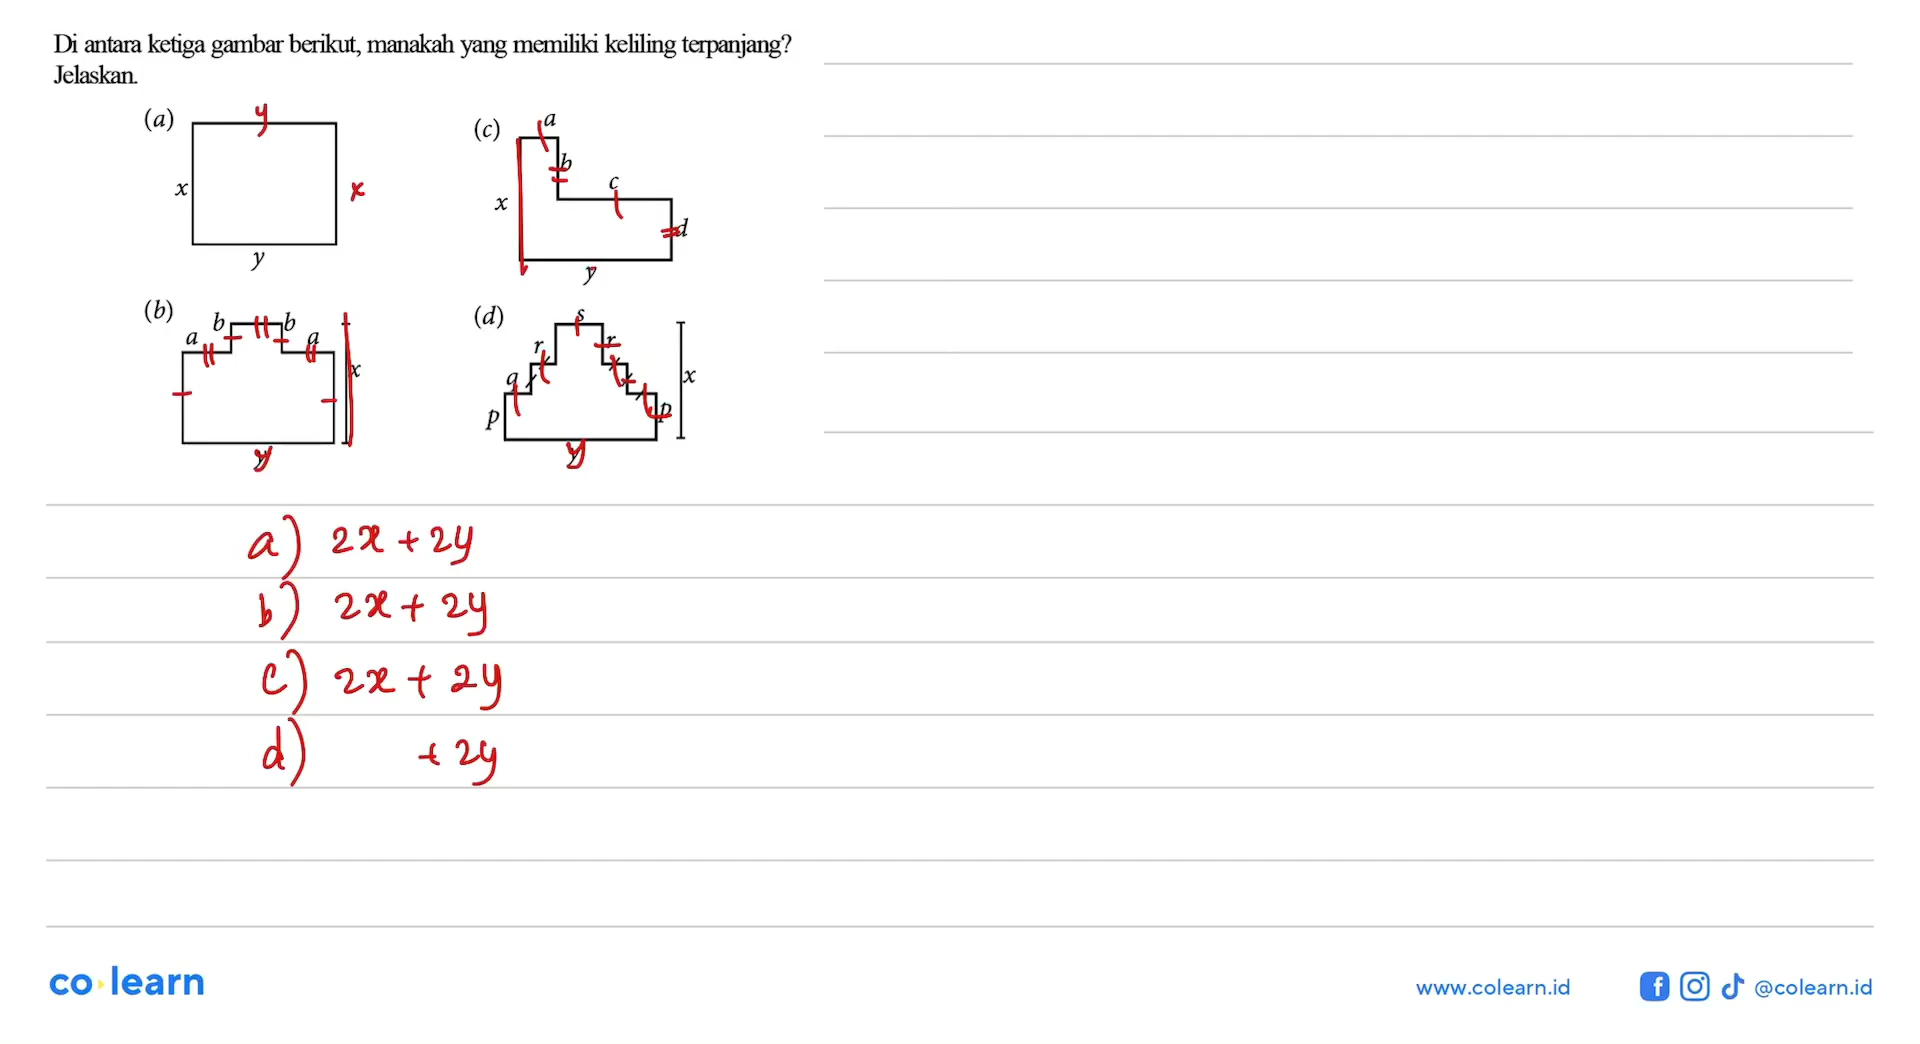 Di antara ketiga gambar berikut, manakah yang memiliki keliling terpanjang?
Jelaskan.
(a)
y
x
x
y
(c)
a
b
c
x
d
y
(b)
b
b
a
a
x
y
(d)
s
r
r
q
x
p
p
y
a) 2x + 2y
b) 2x + 2y
c) 2x + 2y
d) + 2y
co learn
www.colearn.id
@colearn.id